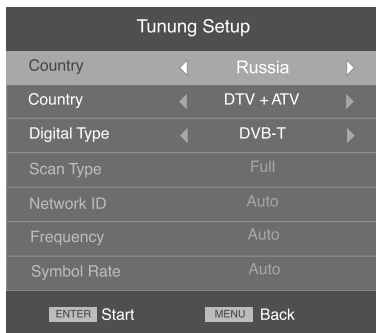 Tunung Setup
Country Russia
Country DTV + ATV
Digital Type DVB-T
Scan Type Full
Network ID Auto
Frequency Auto
Symbol Rate Auto
ENTER Start MENU Back